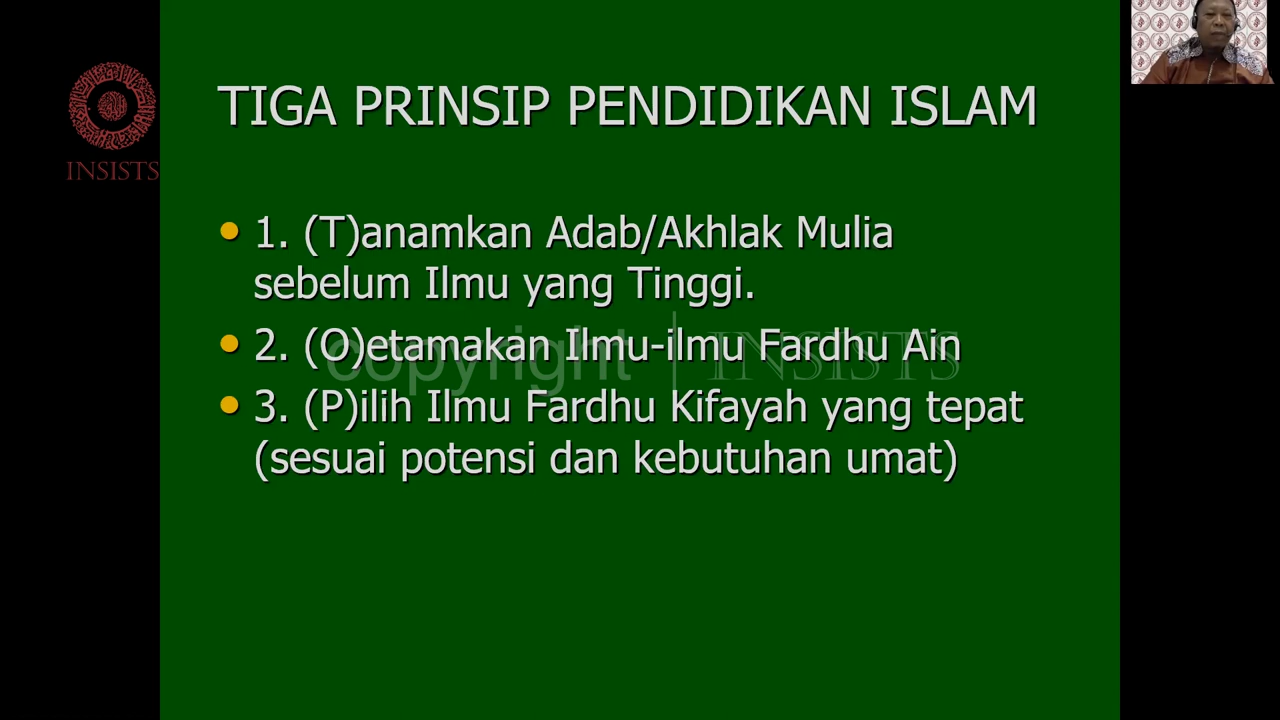 TIGA PRINSIP PENDIDIKAN ISLAM
INSISTS
1. (T)anamkan Adab/Akhlak Mulia
sebelum Ilmu yang Tinggi.
2. (O)etamakan Ilmu-ilmu Fardhu Ain
copyright | INSISTS
3. (P)ilih Ilmu Fardhu Kifayah yang tepat
(sesuai potensi dan kebutuhan umat)